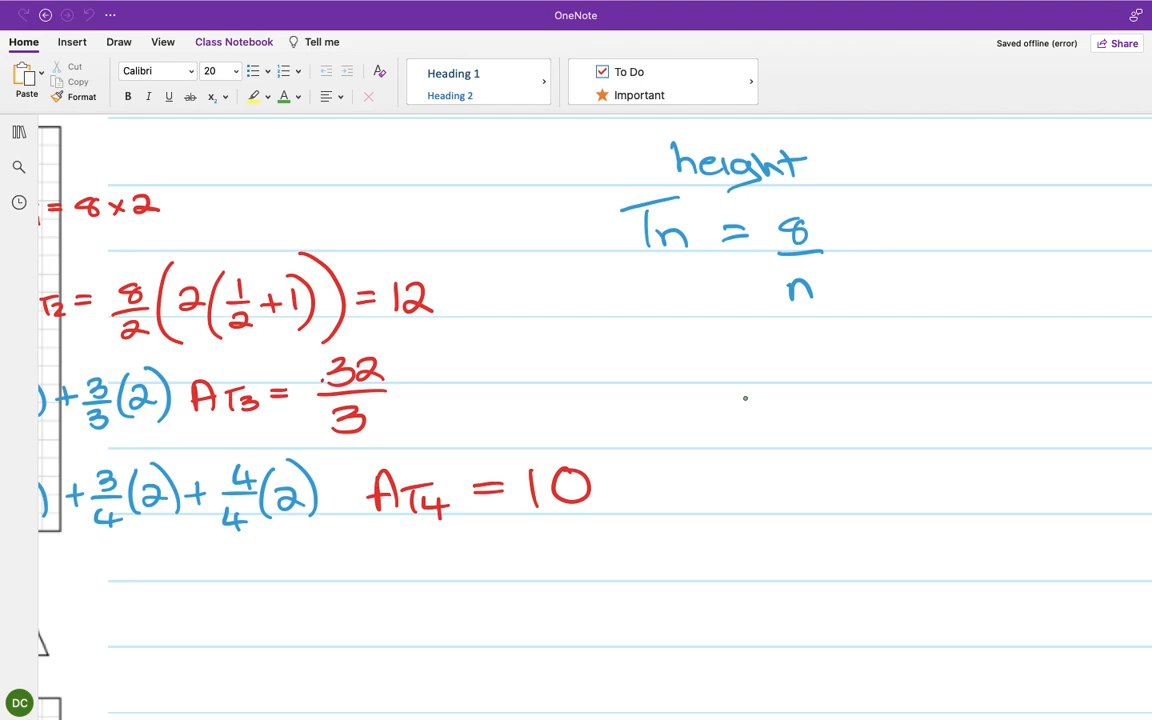 OneNote
Home Insert Draw View Class Notebook Tell me
Saved offline (error) Share
Paste Cut Copy Format
Calibri 20
B I U ab x₂ A
Heading 1
Heading 2
To Do
Important
height
Tn = 8/n
= 8 × 2
T2 = 8/2 (2(1/2 + 1)) = 12
) + 3/3 (2) AT3 = .32/3
) + 3/4 (2) + 4/4 (2) AT4 = 10
DC